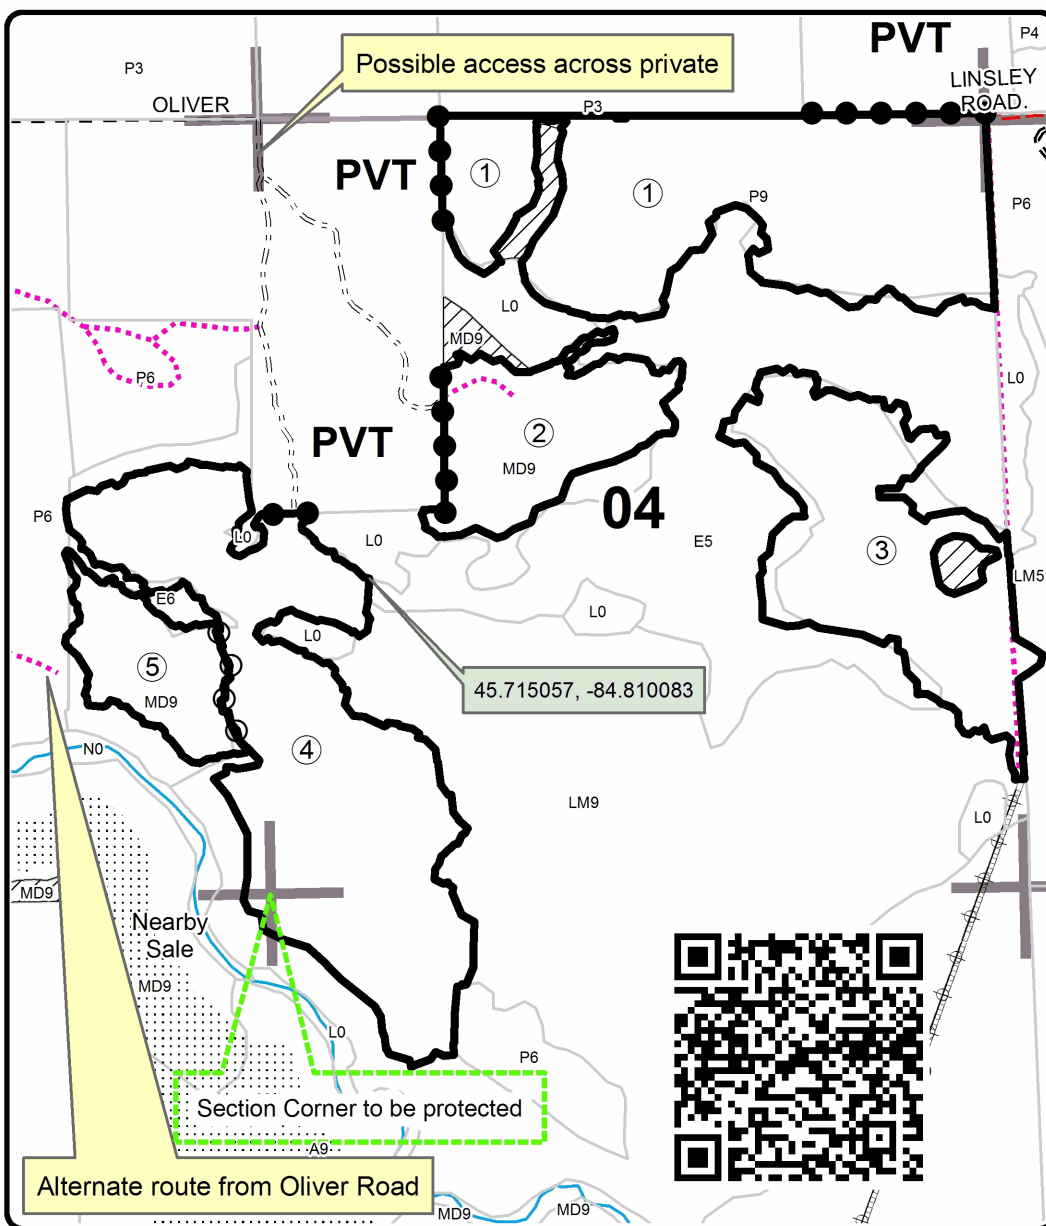 PVT
P4
Possible access across private
P3
LINSLEY
ROAD.
OLIVER
P3
PVT
1
1
P9
P6
L0
MD9
P6
L0
PVT
2
MD9
04
P6
L0
L0
E5
3
LM5
E6
L0
L0
5
MD9
45.715057, -84.810083
N0
4
LM9
L0
MD9
Nearby
Sale
MD9
L0
P6
Section Corner to be protected
A9
Alternate route from Oliver Road
MD9
MD9